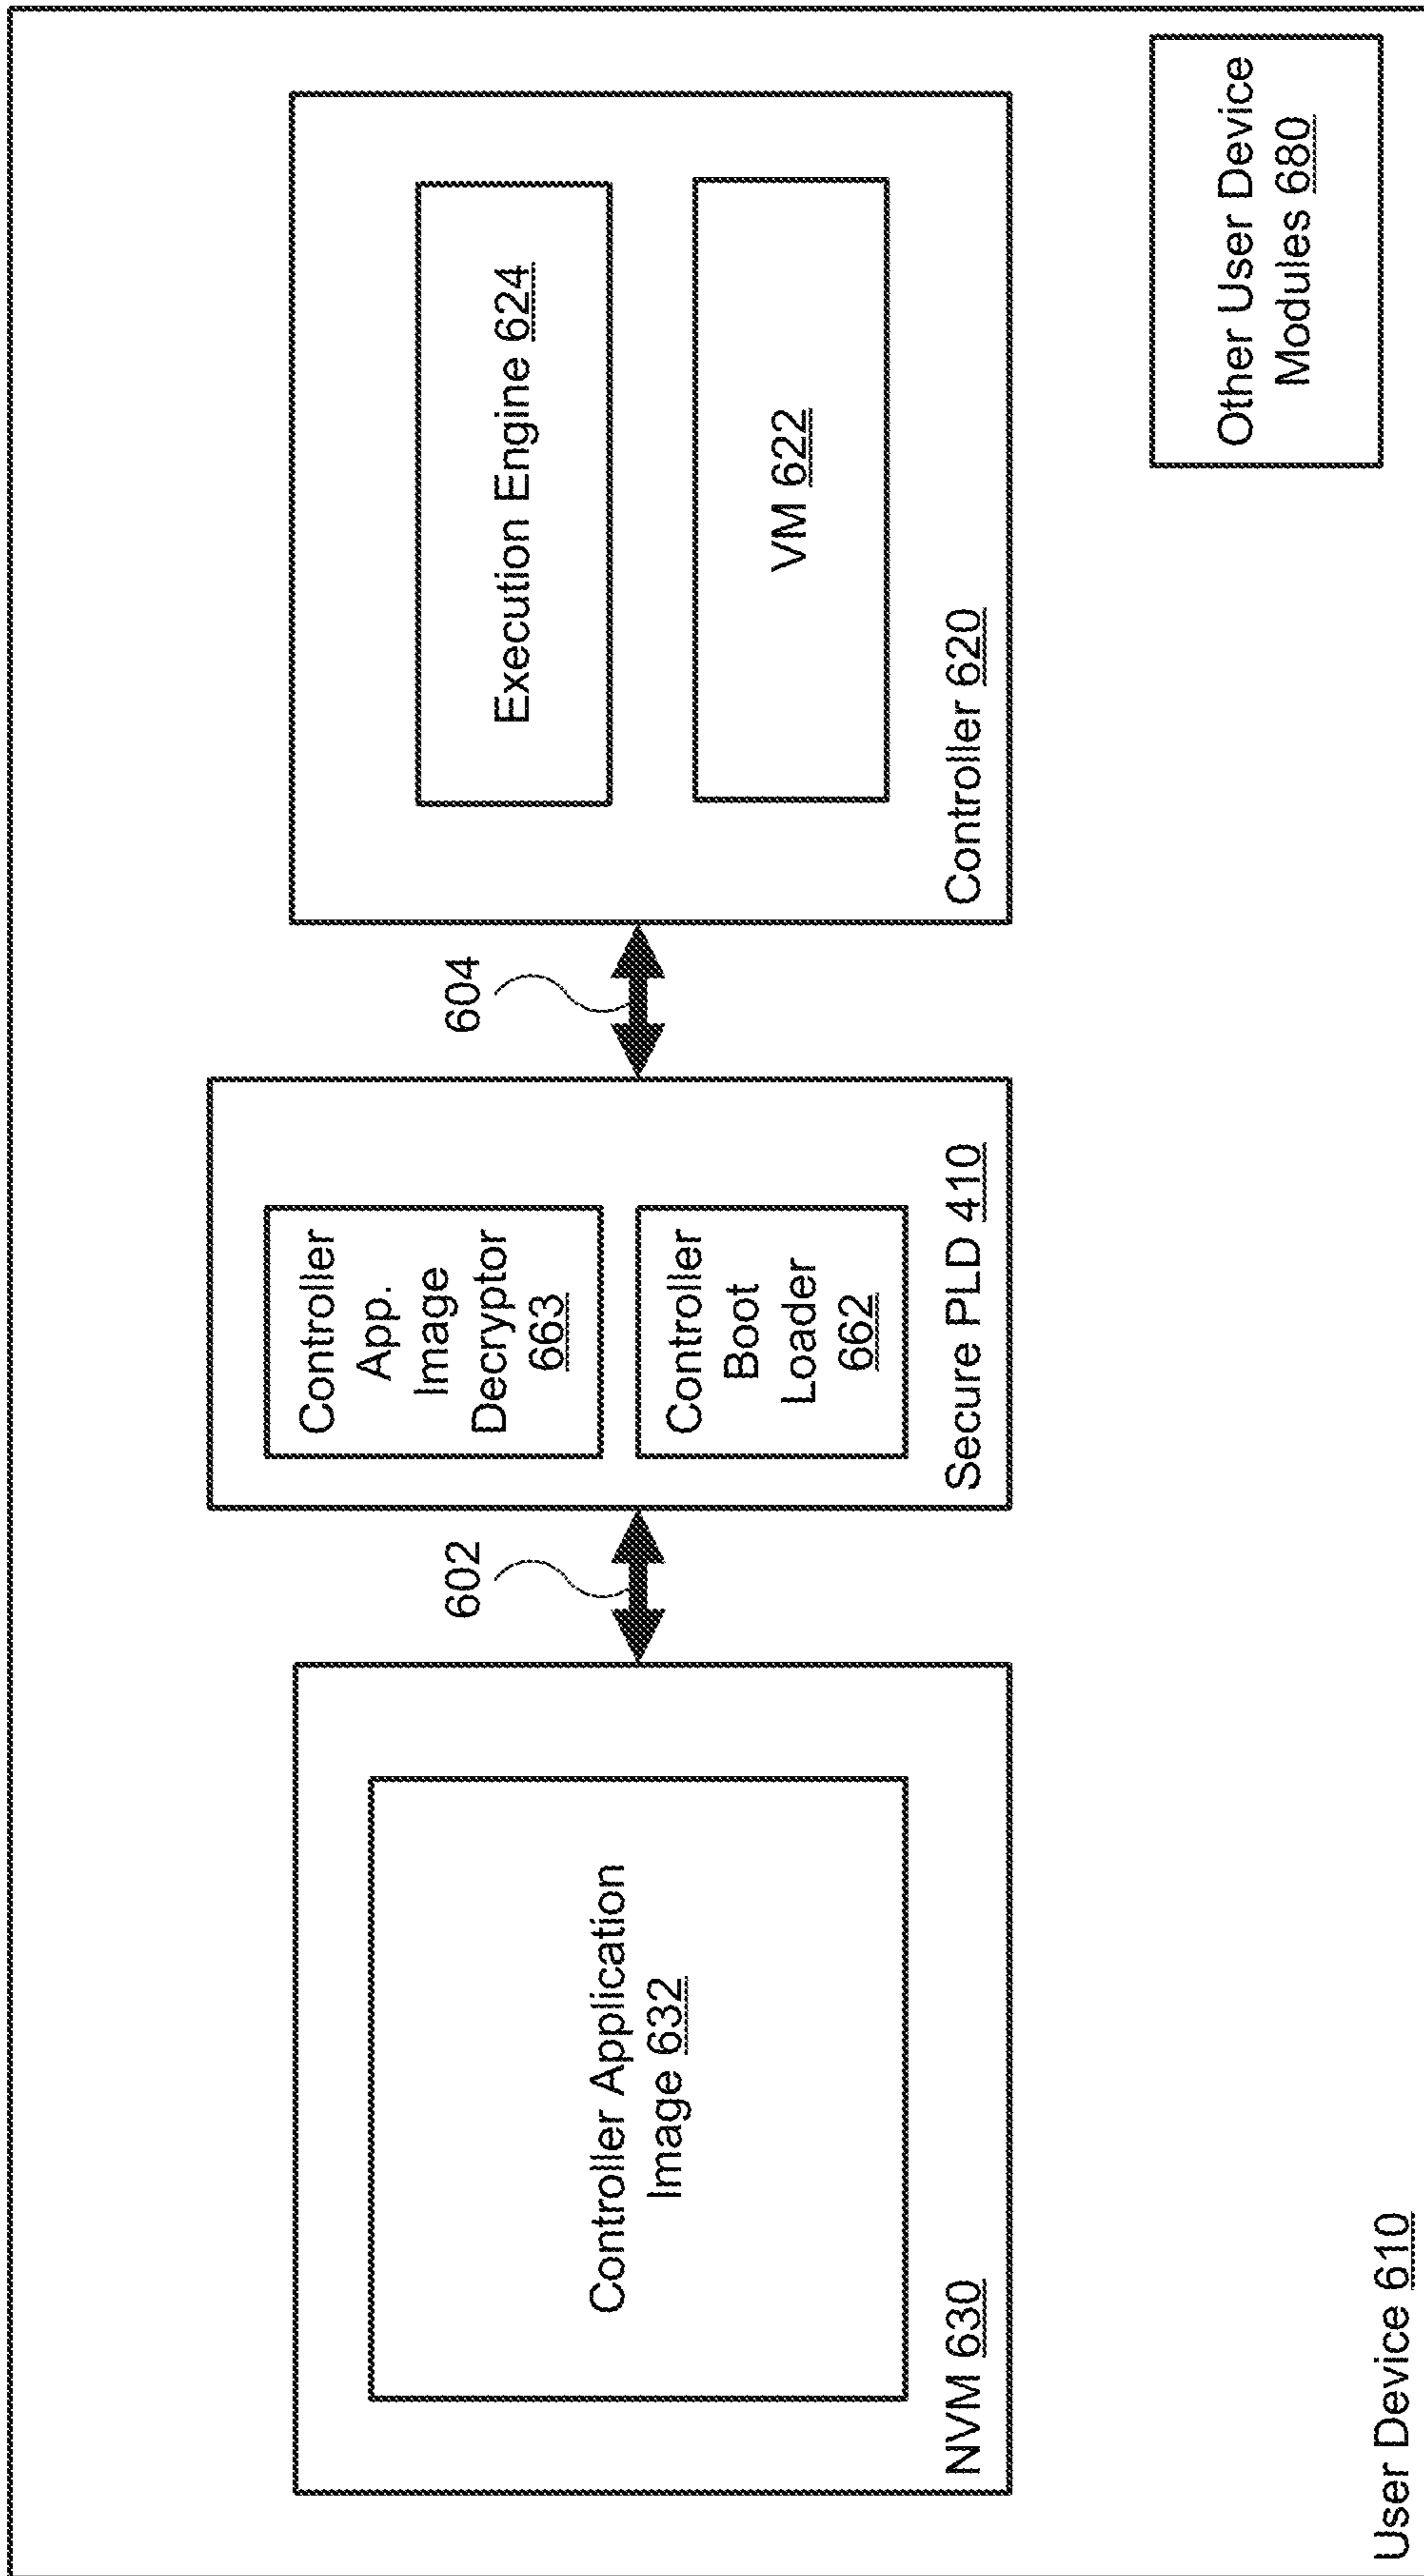 Controller Application
Image 632
NVM 630
602
Controller
App.
Image
Decryptor
663
Controller
Boot
Loader
662
Secure PLD 410
604
Execution Engine 624
VM 622
Controller 620
Other User Device
Modules 680
User Device 610